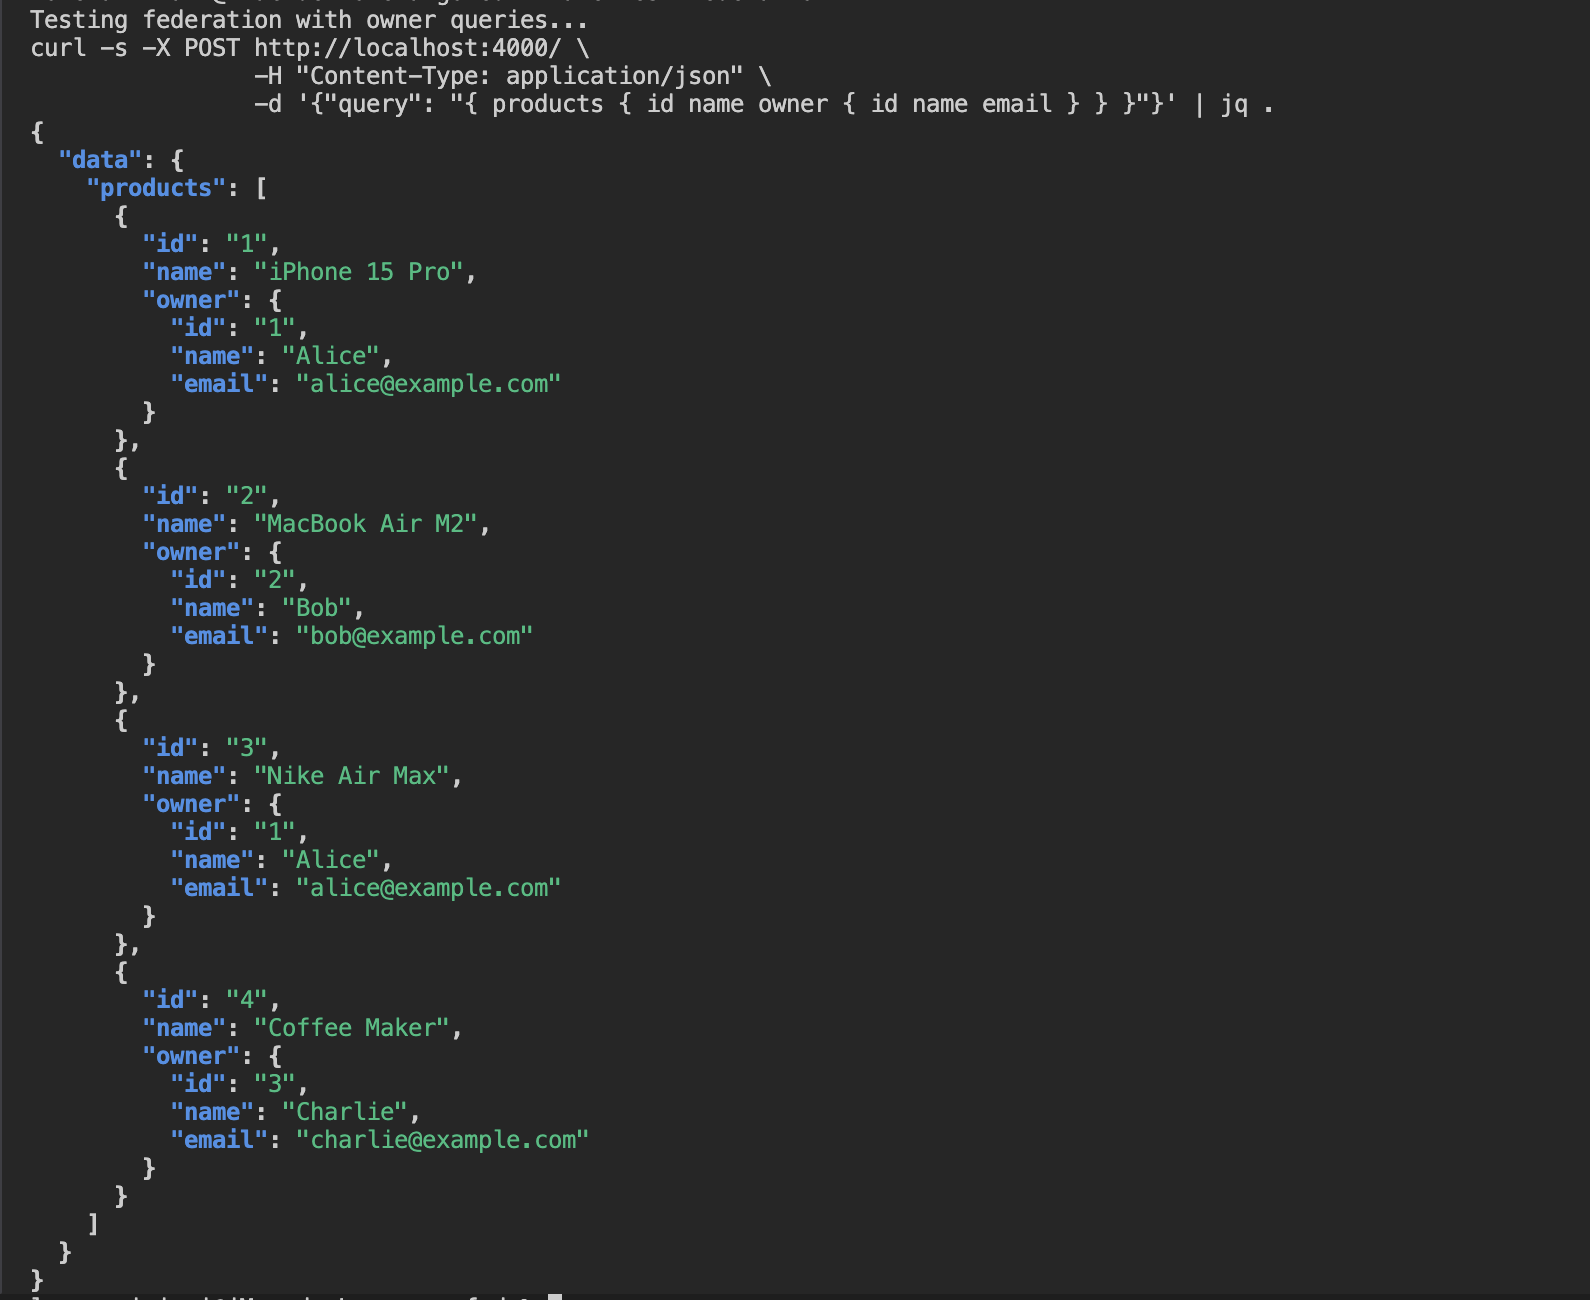 Testing federation with owner queries...
curl -s -X POST http://localhost:4000/ \
                -H "Content-Type: application/json" \
                -d '{"query": "{ products { id name owner { id name email } } }"}' | jq .
{
  "data": {
    "products": [
      {
        "id": "1",
        "name": "iPhone 15 Pro",
        "owner": {
          "id": "1",
          "name": "Alice",
          "email": "alice@example.com"
        }
      },
      {
        "id": "2",
        "name": "MacBook Air M2",
        "owner": {
          "id": "2",
          "name": "Bob",
          "email": "bob@example.com"
        }
      },
      {
        "id": "3",
        "name": "Nike Air Max",
        "owner": {
          "id": "1",
          "name": "Alice",
          "email": "alice@example.com"
        }
      },
      {
        "id": "4",
        "name": "Coffee Maker",
        "owner": {
          "id": "3",
          "name": "Charlie",
          "email": "charlie@example.com"
        }
      }
    ]
  }
}